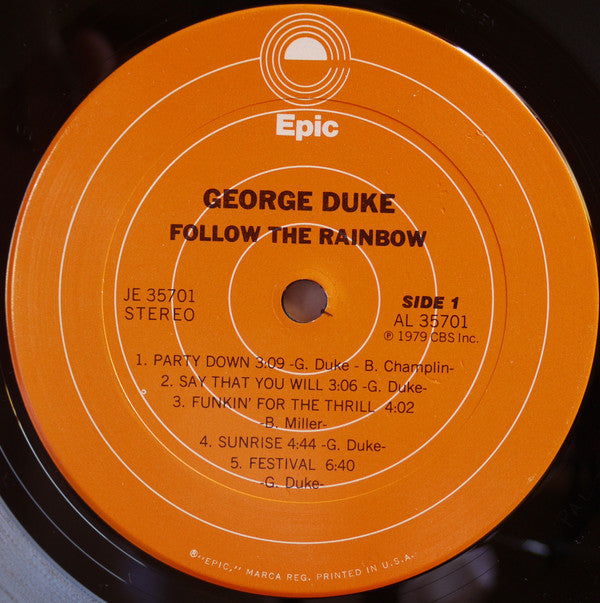 Epic
GEORGE DUKE
FOLLOW THE RAINBOW
JE 35701
STEREO
SIDE 1
AL 35701
℗ 1979 CBS Inc.
1. PARTY DOWN 3:09 -G. Duke - B. Champlin-
2. SAY THAT YOU WILL 3:06 -G. Duke-
3. FUNKIN' FOR THE THRILL 4:02
-B. Miller-
4. SUNRISE 4:44 -G. Duke-
5. FESTIVAL 6:40
-G. Duke-
®"EPIC," MARCA REG. PRINTED IN U.S.A.